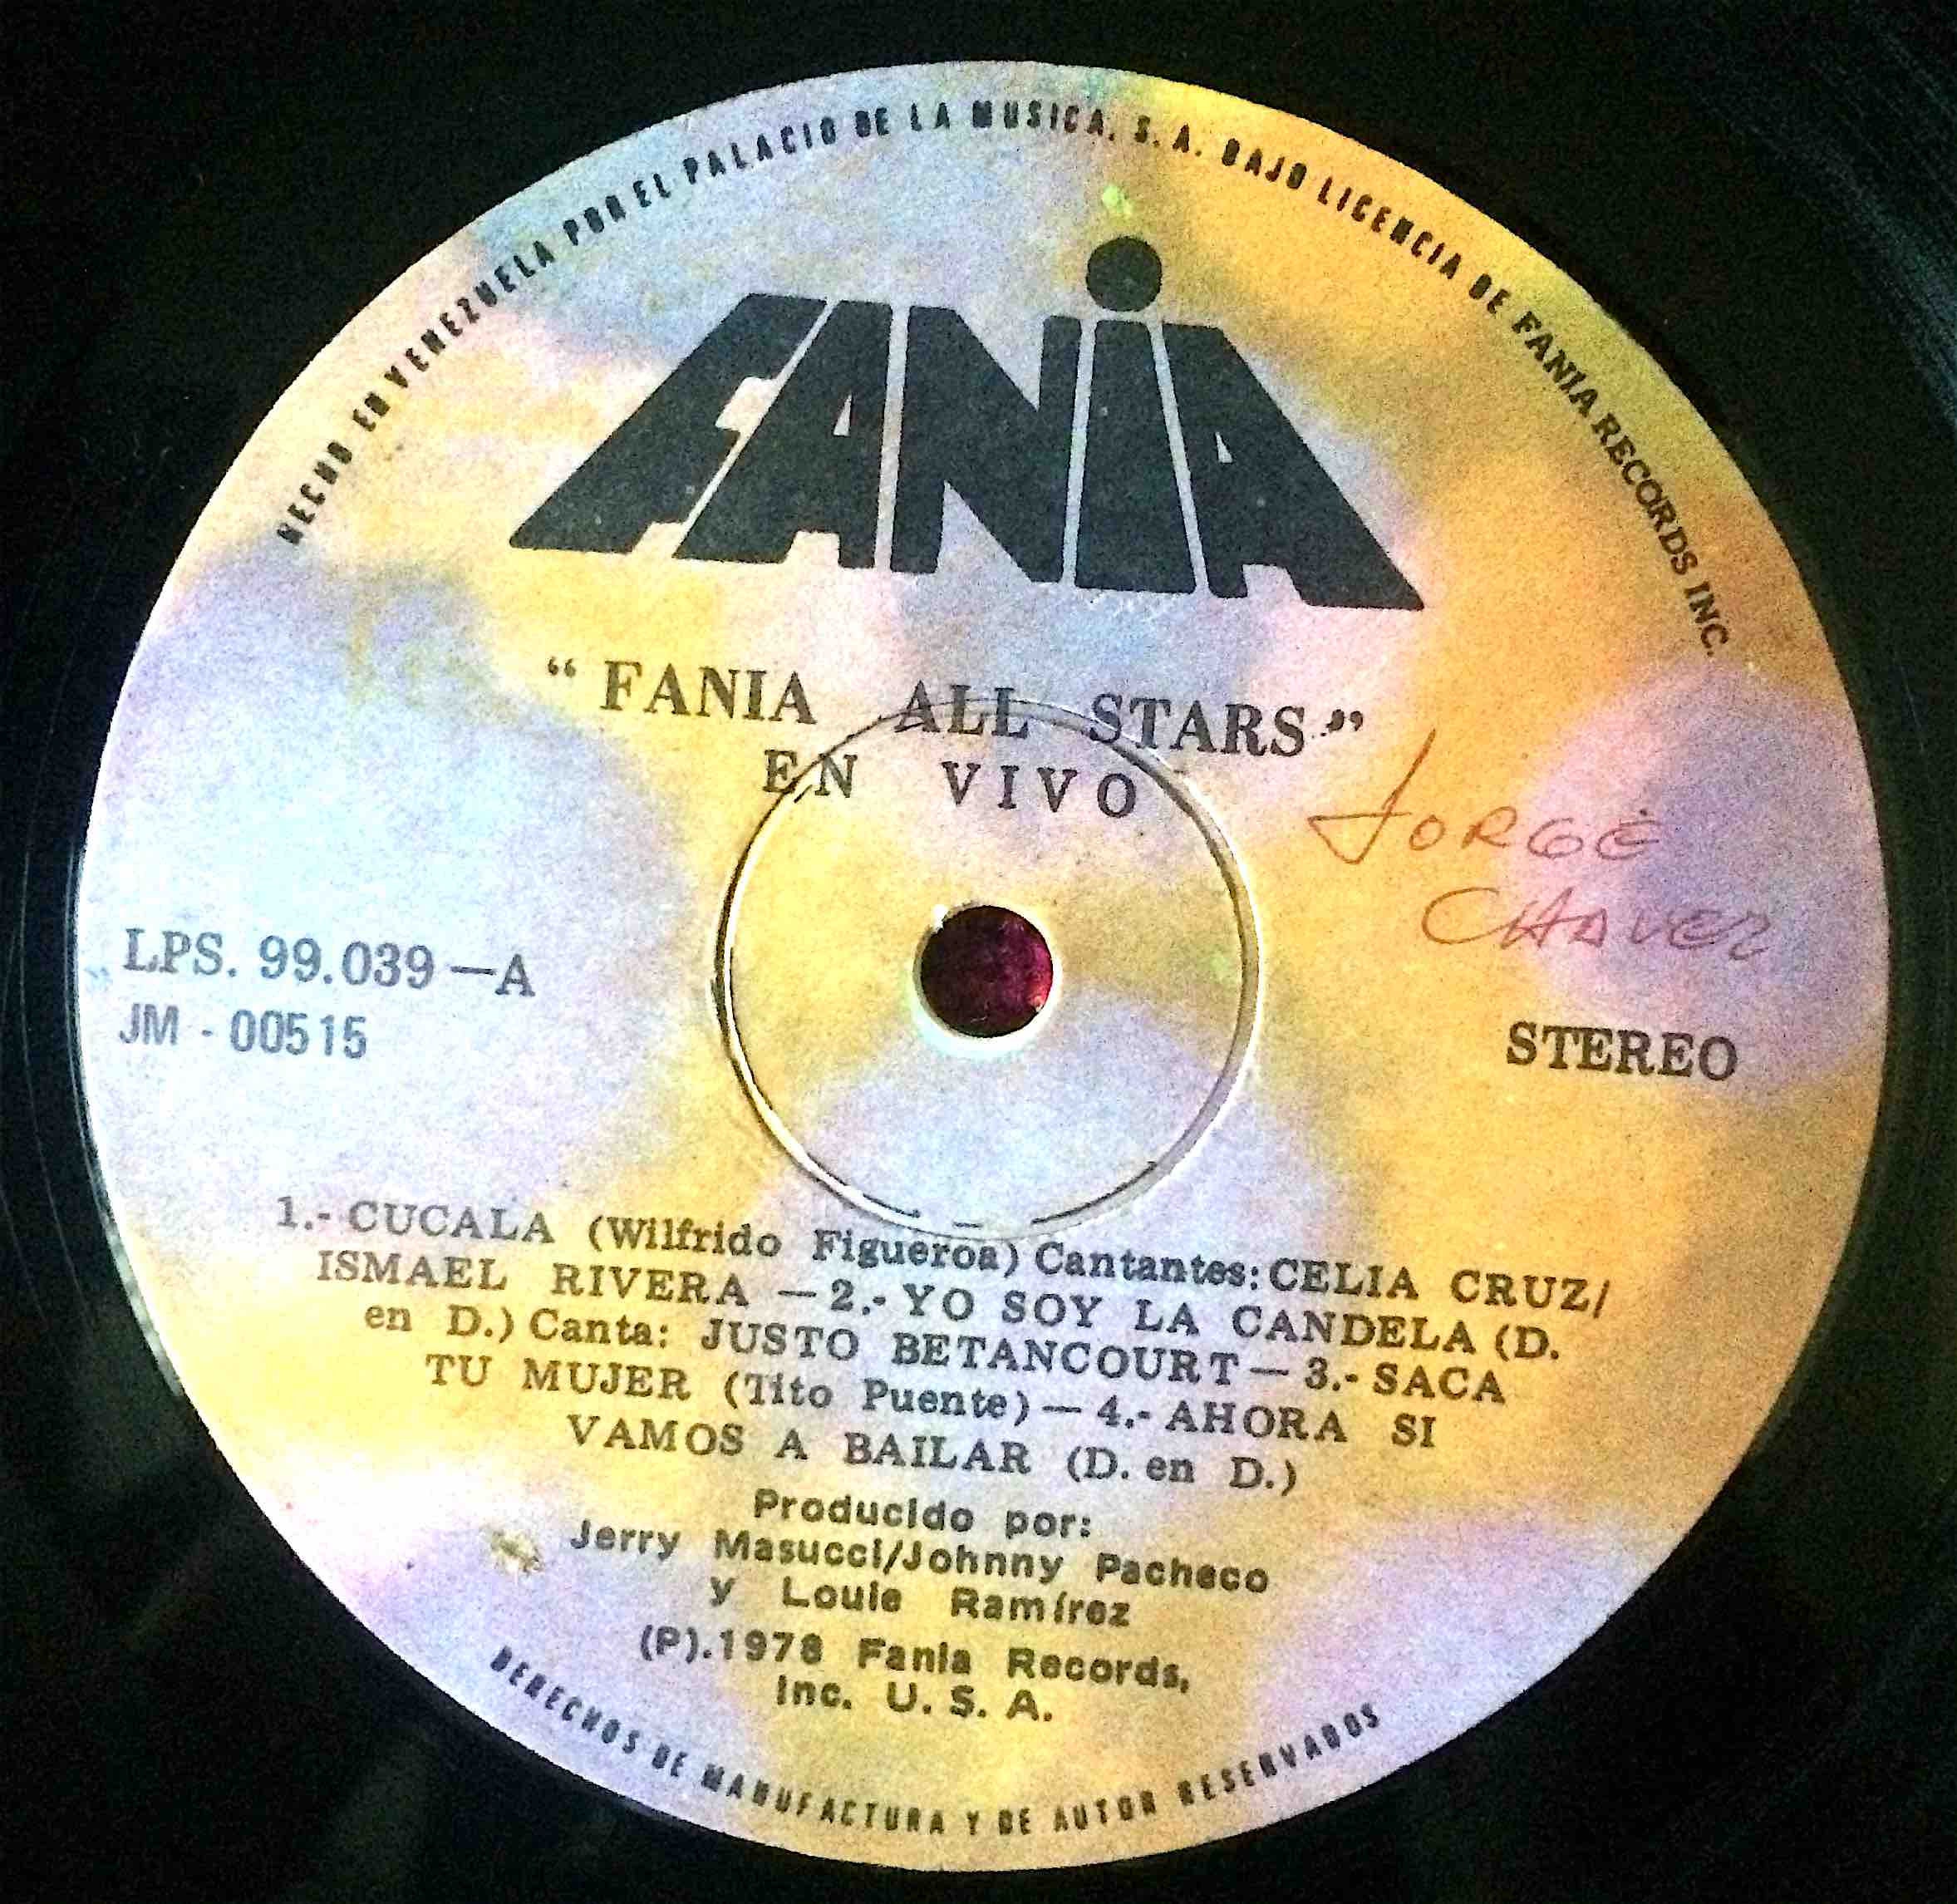 HECHO EN VENEZUELA POR EL PALACIO DE LA MUSICA, S. A. BAJO LICENCIA DE FANIA RECORDS INC.
FANiA
“ FANIA ALL STARS ”
EN VIVO
JORGE
CHAVEZ
LPS. 99.039 —A
JM - 00515
STEREO
1.- CUCALA (Wilfrido Figueroa) Cantantes: CELIA CRUZ/
ISMAEL RIVERA — 2.- YO SOY LA CANDELA (D.
en D.) Canta: JUSTO BETANCOURT — 3.- SACA
TU MUJER (Tito Puente) — 4.- AHORA SI
VAMOS A BAILAR (D. en D.)
Producido por:
Jerry Masucci/Johnny Pacheco
y Louie Ramírez
(P).1978 Fania Records,
Inc. U. S. A.
DERECHOS DE MANUFACTURA Y DE AUTOR RESERVADOS